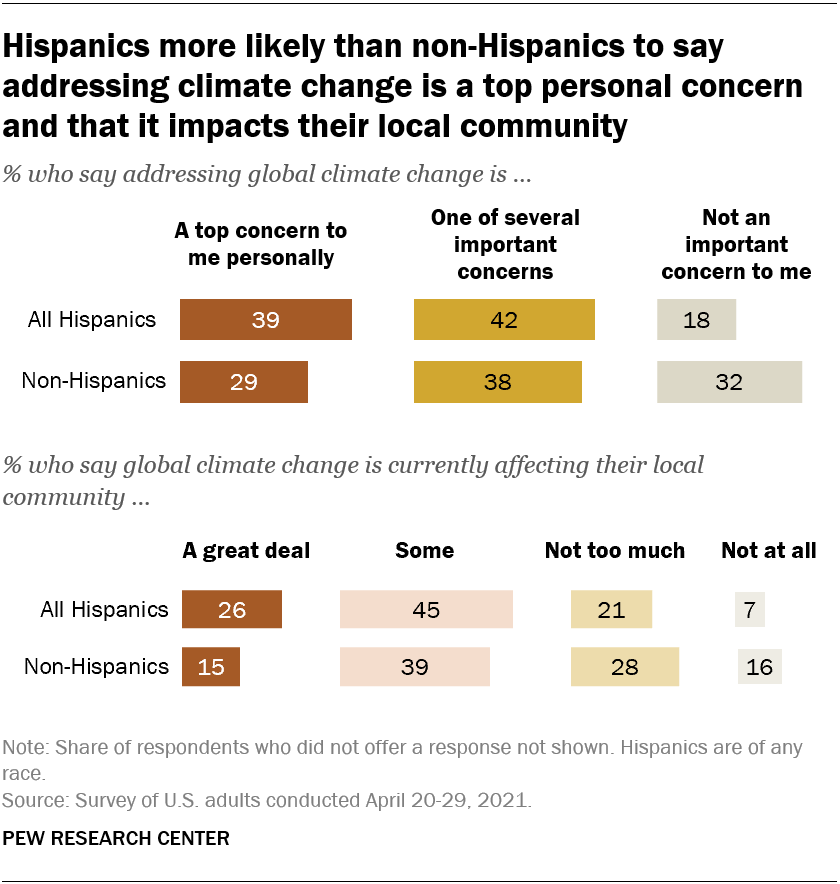 Hispanics more likely than non-Hispanics to say
addressing climate change is a top personal concern
and that it impacts their local community
% who say addressing global climate change is ...
A top concern to
me personally
One of several
important
concerns
Not an
important
concern to me
All Hispanics 39 42 18
Non-Hispanics 29 38 32
% who say global climate change is currently affecting their local
community ...
A great deal Some Not too much Not at all
All Hispanics 26 45 21 7
Non-Hispanics 15 39 28 16
Note: Share of respondents who did not offer a response not shown. Hispanics are of any
race.
Source: Survey of U.S. adults conducted April 20-29, 2021.
PEW RESEARCH CENTER